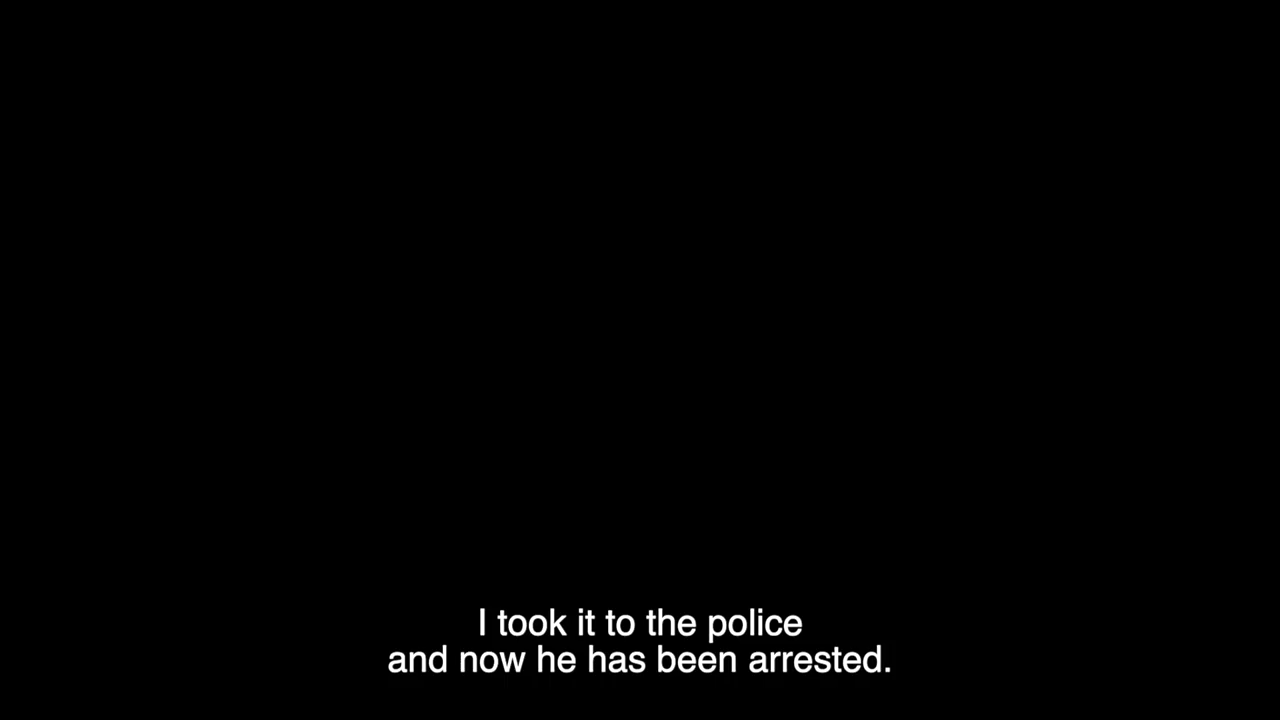 I took it to the police
and now he has been arrested.